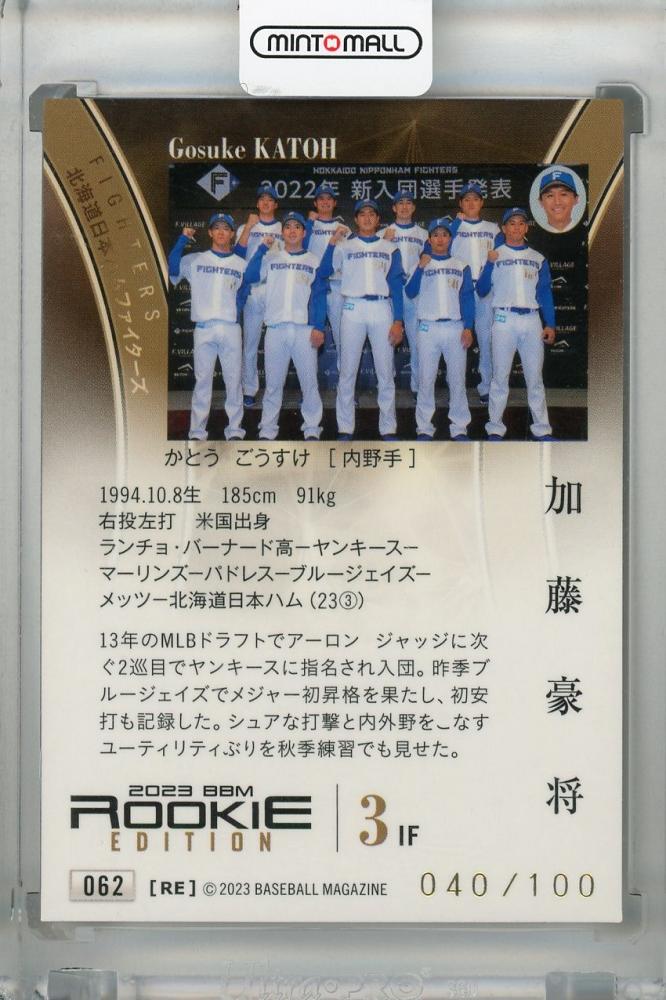 MINTOMALL
Gosuke KATOH
FIGHTERS
北海道日本ハムファイターズ
HOKKAIDO NIPPONHAM FIGHTERS
2022年 新入団選手発表
F.VILLAGE
FIGHTERS
かとう ごうすけ [内野手]
加藤豪将
1994.10.8生 185cm 91kg
右投左打 米国出身
ランチョ・バーナード高ーヤンキースー
マーリンズーパドレスーブルージェイズー
メッツー北海道日本ハム(23③)
13年のMLBドラフトでアーロン ジャッジに次
ぐ2巡目でヤンキースに指名され入団。昨季ブ
ルージェイズでメジャー初昇格を果たし、初安
打も記録した。シュアな打撃と内外野をこなす
ユーティリティぶりを秋季練習でも見せた。
2023 BBM
ROOKIE
EDITION
3 IF
062 [RE] ©2023 BASEBALL MAGAZINE 040/100
Ultra-PRO